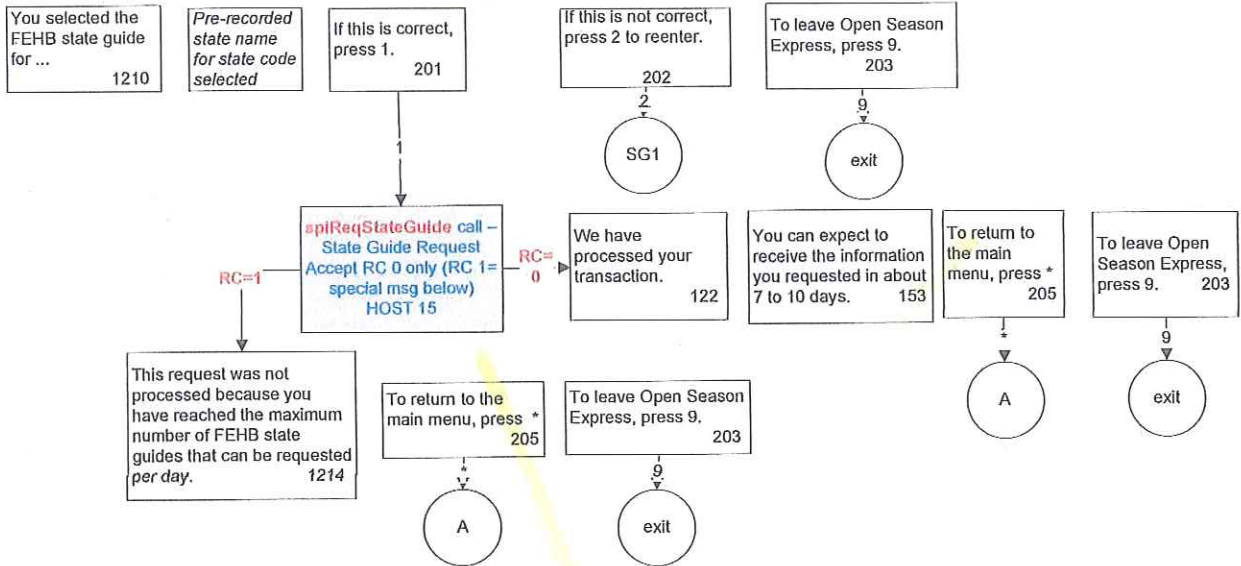 You selected the
FEHB state guide
for ...
1210
Pre-recorded
state name
for state code
selected
If this is correct,
press 1.
201
If this is not correct,
press 2 to reenter.
202
To leave Open Season
Express, press 9.
203
1
2
SG1
9
exit
spiReqStateGuide call –
State Guide Request
Accept RC 0 only (RC 1=
special msg below)
HOST 15
RC=1
RC=
0
We have
processed your
transaction.
122
You can expect to
receive the information
you requested in about
7 to 10 days. 153
To return to
the main
menu, press *
205
To leave Open
Season Express,
press 9. 203
*
A
9
exit
This request was not
processed because you
have reached the maximum
number of FEHB state
guides that can be requested
per day. 1214
To return to the
main menu, press *
205
To leave Open Season
Express, press 9.
203
*
A
9
exit